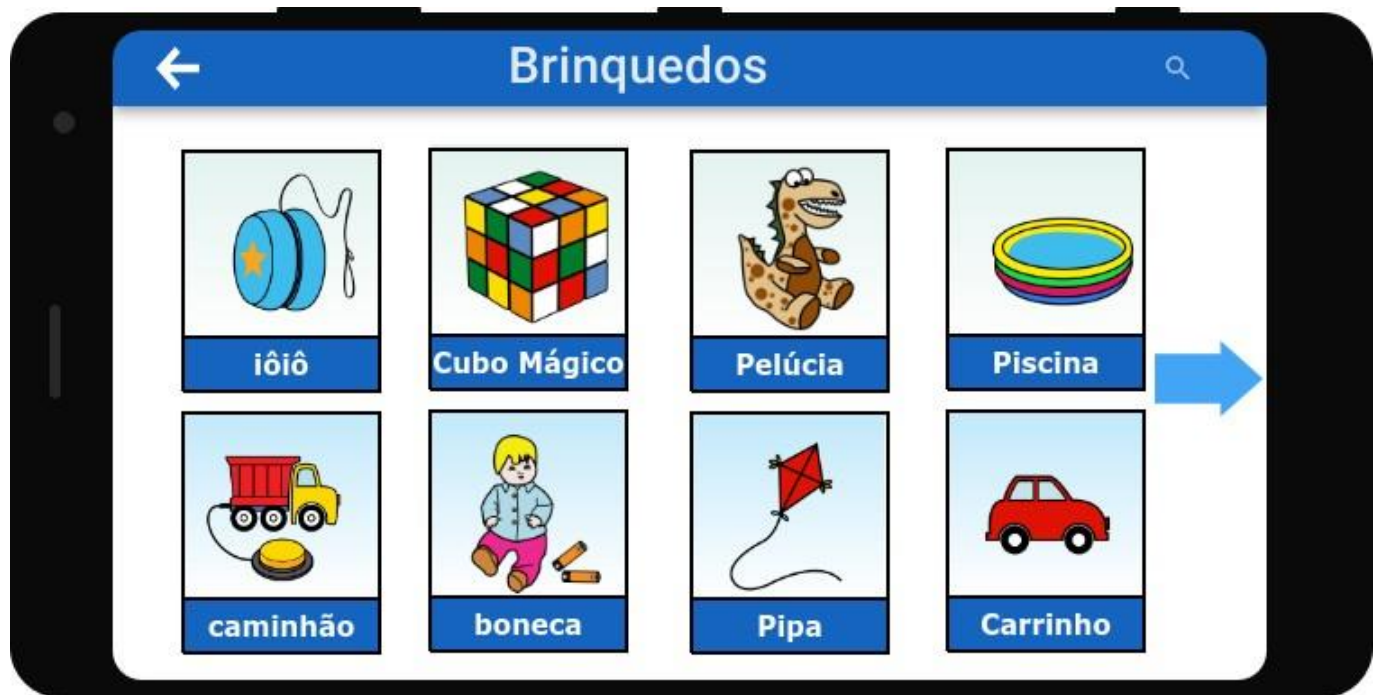 Brinquedos
iôiô
Cubo Mágico
Pelúcia
Piscina
caminhão
boneca
Pipa
Carrinho